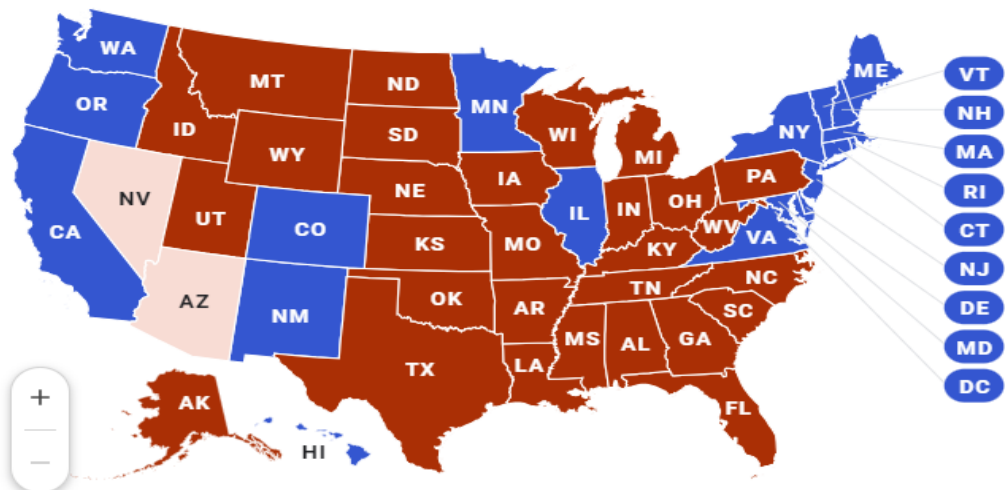 WA
OR
CA
NV
ID
MT
WY
UT
AZ
CO
NM
ND
SD
NE
KS
OK
TX
MN
IA
MO
AR
LA
WI
IL
MI
IN
OH
KY
TN
MS
AL
GA
FL
SC
NC
VA
WV
PA
NY
ME
VT
NH
MA
RI
CT
NJ
DE
MD
DC
AK
HI
+
−